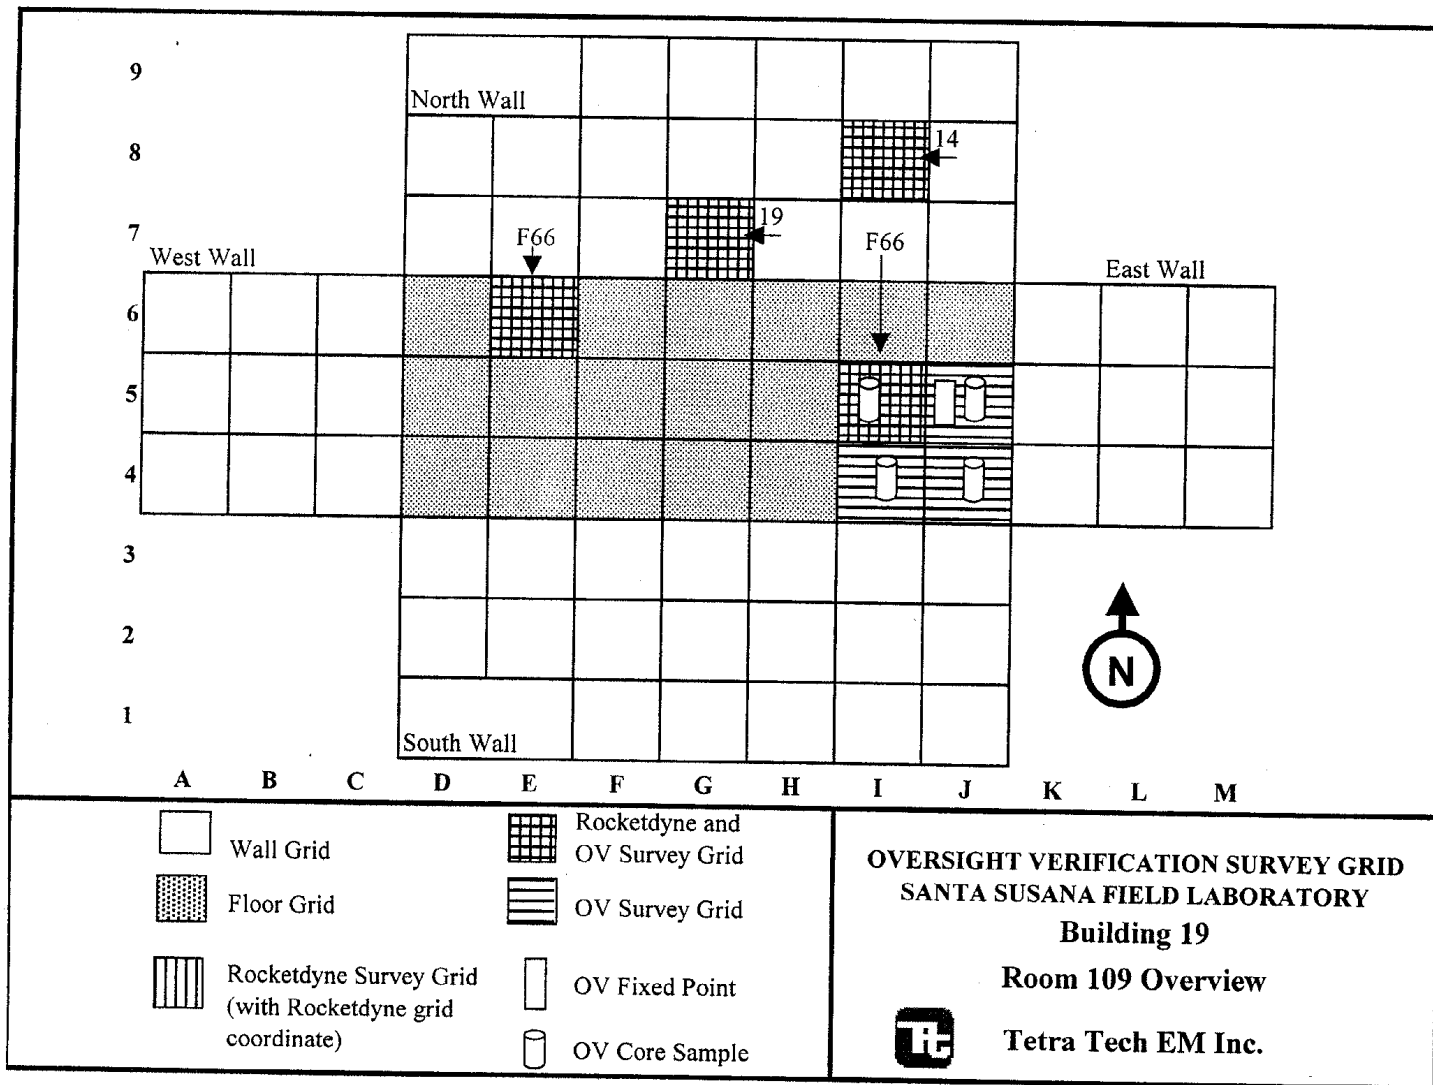 9
North Wall
8
14
7
19
F66
F66
West Wall
East Wall
6
5
4
3
2
N
1
South Wall
A B C D E F G H I J K L M
Wall Grid
Floor Grid
Rocketdyne Survey Grid
(with Rocketdyne grid
coordinate)
Rocketdyne and
OV Survey Grid
OV Survey Grid
OV Fixed Point
OV Core Sample
OVERSIGHT VERIFICATION SURVEY GRID
SANTA SUSANA FIELD LABORATORY
Building 19
Room 109 Overview
Tetra Tech EM Inc.